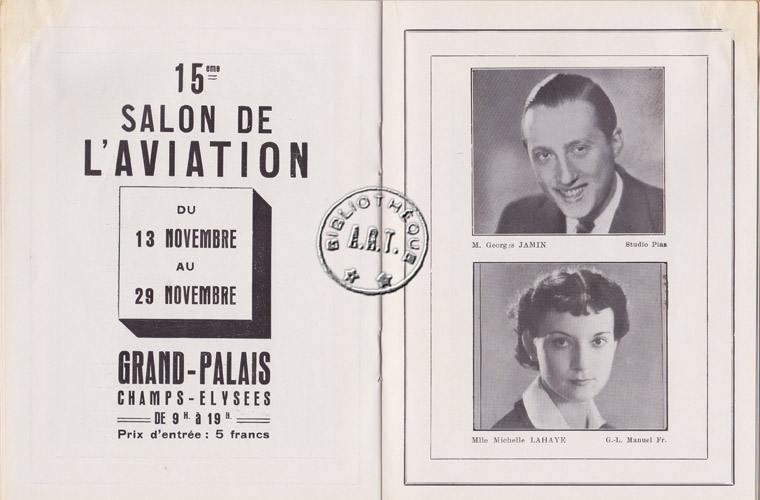 15eme
SALON DE
L'AVIATION
DU
13 NOVEMBRE
AU
29 NOVEMBRE
GRAND-PALAIS
CHAMPS-ELYSEES
DE 9H. à 19H.
Prix d'entrée : 5 francs
BIBLIOTHÈQUE
A.R.T.
M. Georges JAMIN Studio Piaz
Mlle Michelle LAHAYE G.-L. Manuel Fr.